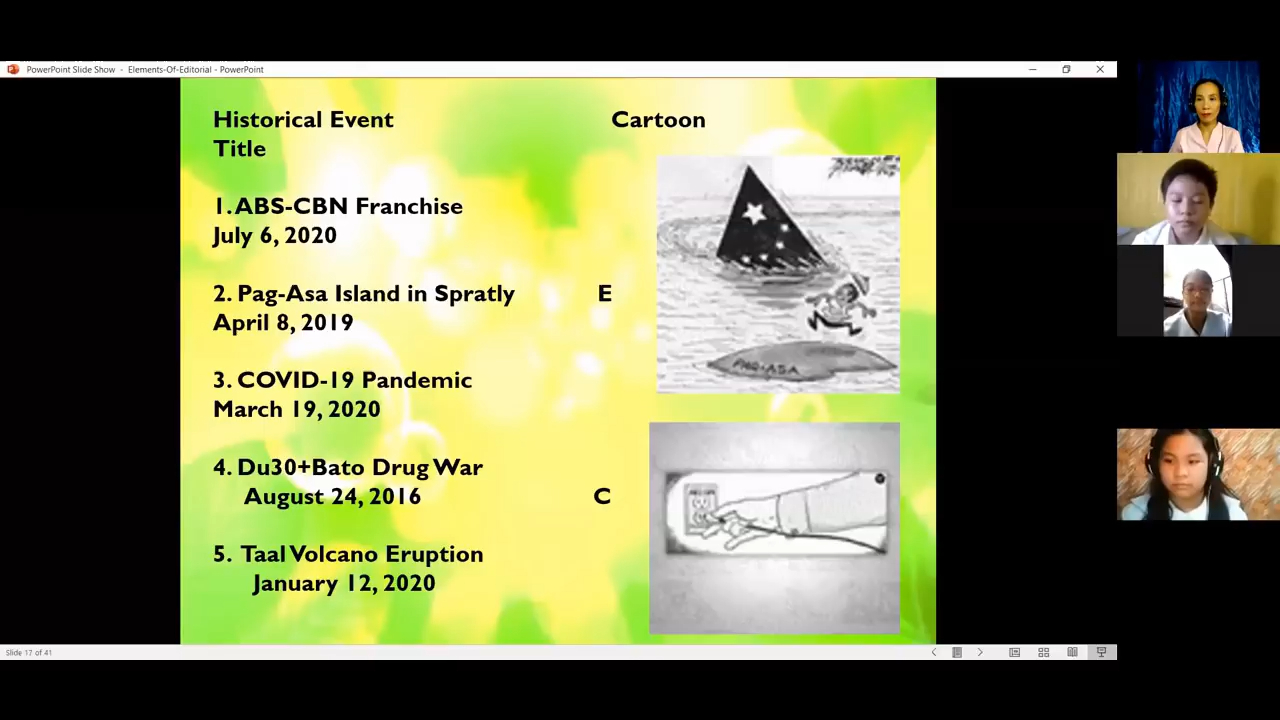 PowerPoint Slide Show - Elements-Of-Editorial - PowerPoint
Historical Event Cartoon
Title
1. ABS-CBN Franchise
July 6, 2020
2. Pag-Asa Island in Spratly E
April 8, 2019
3. COVID-19 Pandemic
March 19, 2020
4. Du30+Bato Drug War
August 24, 2016 C
5. Taal Volcano Eruption
January 12, 2020
PAG-ASA
Slide 17 of 41